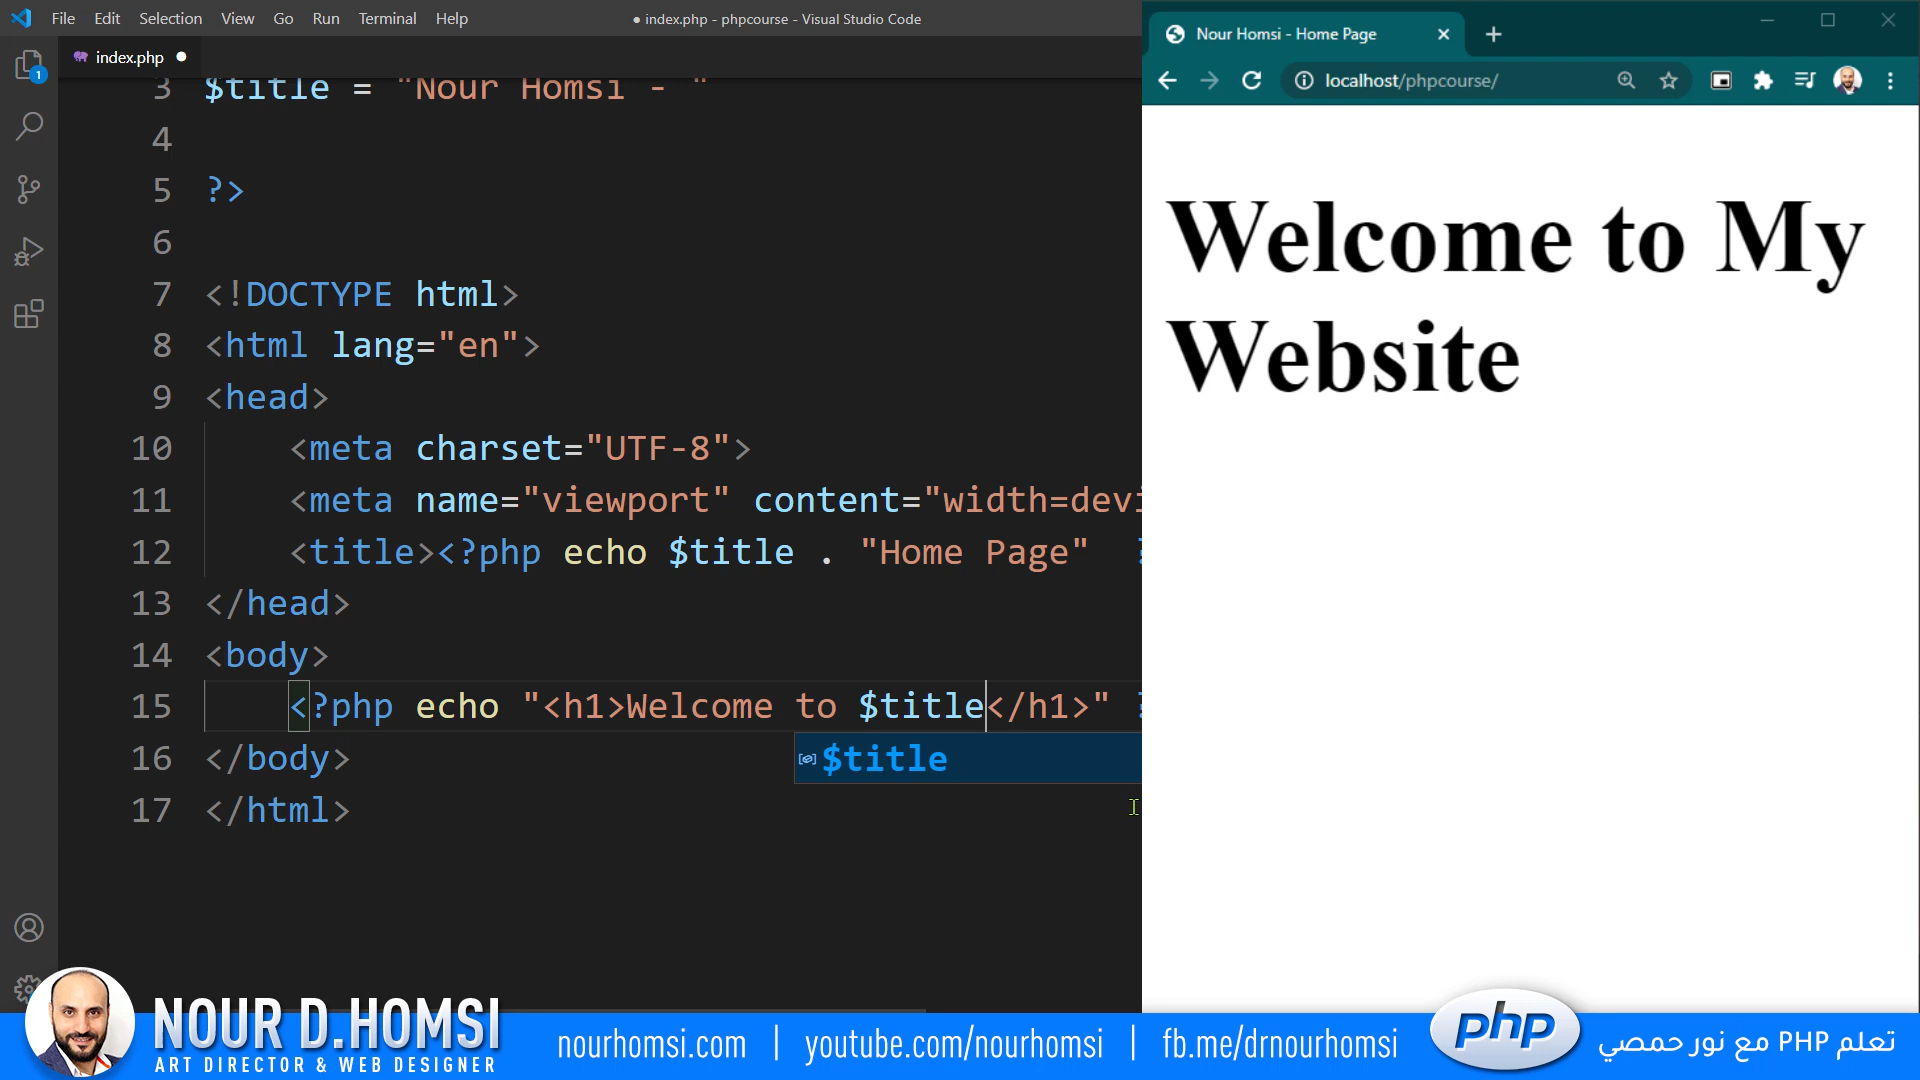 File Edit Selection View Go Run Terminal Help
● index.php - phpcourse - Visual Studio Code
index.php ●
1
3 $title = "Nour Homsi - "
4
5 ?>
6
7 <!DOCTYPE html>
8 <html lang="en">
9 <head>
10 <meta charset="UTF-8">
11 <meta name="viewport" content="width=devi
12 <title><?php echo $title . "Home Page" ?
13 </head>
14 <body>
15 <?php echo "<h1>Welcome to $title</h1>" ?
16 </body>
$title
17 </html>
Nour Homsi - Home Page
localhost/phpcourse/
Welcome to My
Website
NOUR D.HOMSI
ART DIRECTOR & WEB DESIGNER
nourhomsi.com | youtube.com/nourhomsi | fb.me/drnourhomsi
php
تعلم PHP مع نور حمصي